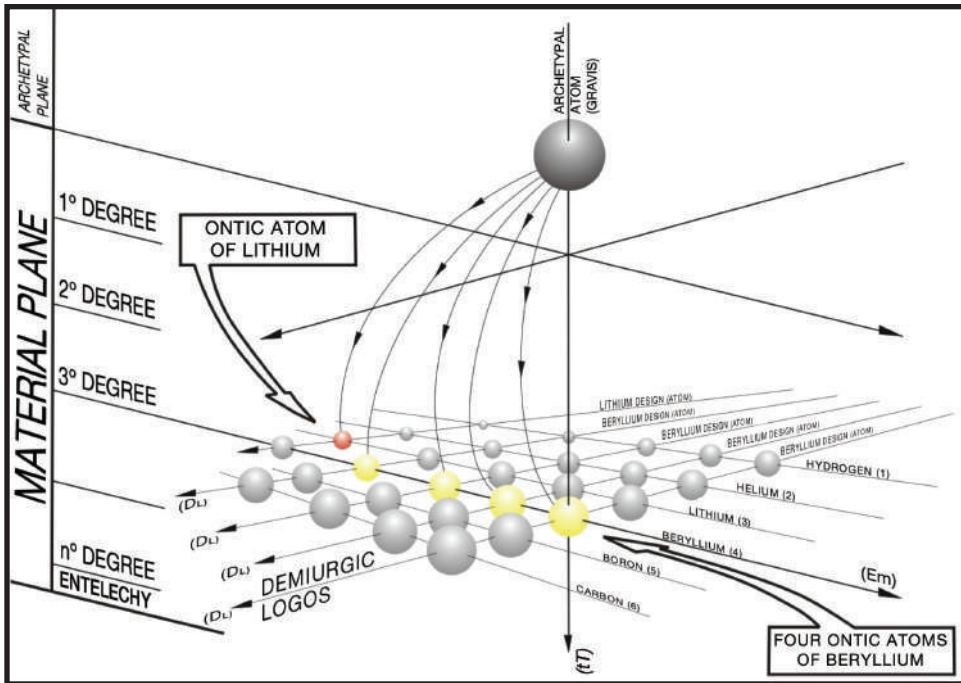 ARCHETYPAL
PLANE
MATERIAL PLANE
1º DEGREE
2º DEGREE
3º DEGREE
nº DEGREE
ENTELECHY
ARCHETYPAL
ATOM
(GRAVIS)
ONTIC ATOM
OF LITHIUM
LITHIUM DESIGN (ATOM)
BERYLLIUM DESIGN (ATOM)
BERYLLIUM DESIGN (ATOM)
BERYLLIUM DESIGN (ATOM)
BERYLLIUM DESIGN (ATOM)
HYDROGEN (1)
HELIUM (2)
LITHIUM (3)
BERYLLIUM (4)
BORON (5)
CARBON (6)
(Em)
(DL)
(DL)
(DL)
(DL)
DEMIURGIC
LOGOS
(tT)
FOUR ONTIC ATOMS
OF BERYLLIUM